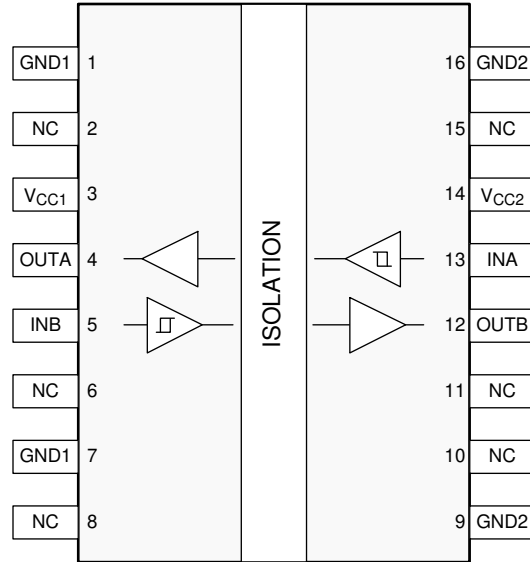 GND1 1 16 GND2
NC 2 15 NC
VCC1 3 14 VCC2
OUTA 4 13 INA
INB 5 12 OUTB
NC 6 11 NC
GND1 7 10 NC
NC 8 9 GND2
ISOLATION